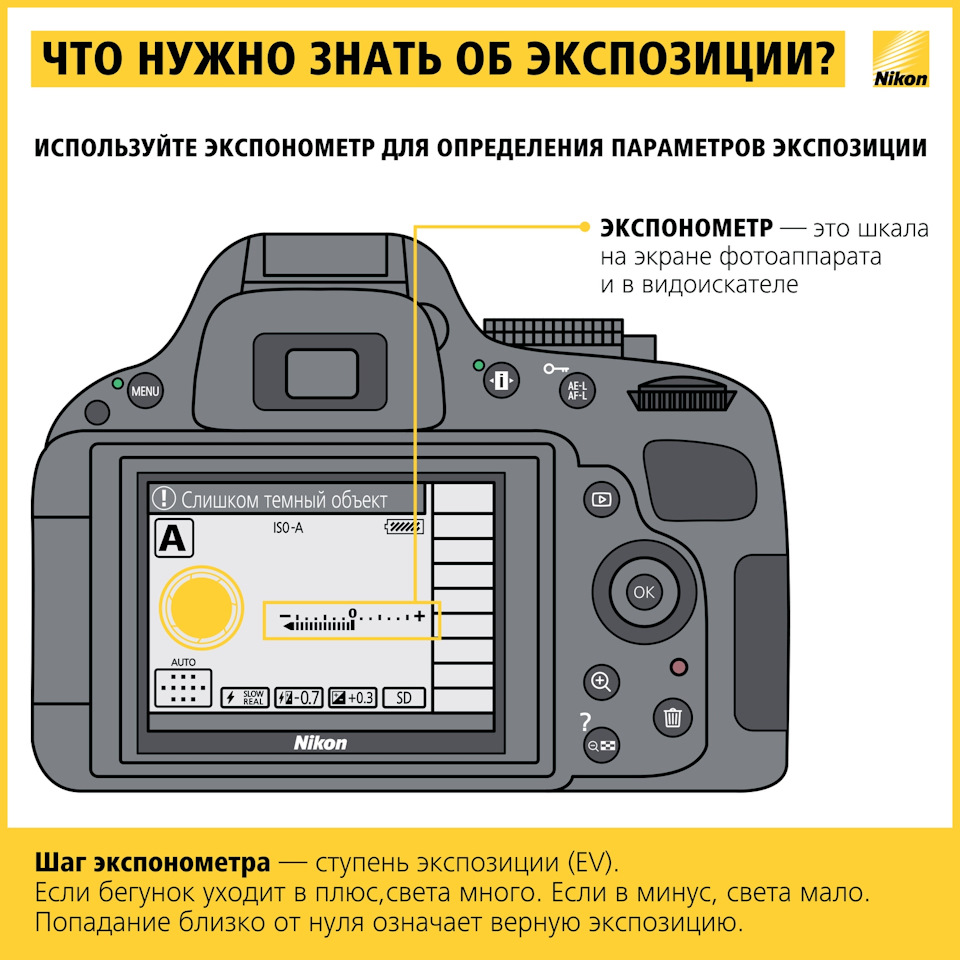 ЧТО НУЖНО ЗНАТЬ ОБ ЭКСПОЗИЦИИ?
Nikon
ИСПОЛЬЗУЙТЕ ЭКСПОНОМЕТР ДЛЯ ОПРЕДЕЛЕНИЯ ПАРАМЕТРОВ ЭКСПОЗИЦИИ
ЭКСПОНОМЕТР — это шкала
на экране фотоаппарата
и в видоискателе
MENU
i
AE-L
AF-L
! Слишком темный объект
A
ISO-A
− 0 +
OK
AUTO
SLOW
REAL
-0.7
+0.3
SD
?
Nikon
Шаг экспонометра — ступень экспозиции (EV).
Если бегунок уходит в плюс,света много. Если в минус, света мало.
Попадание близко от нуля означает верную экспозицию.